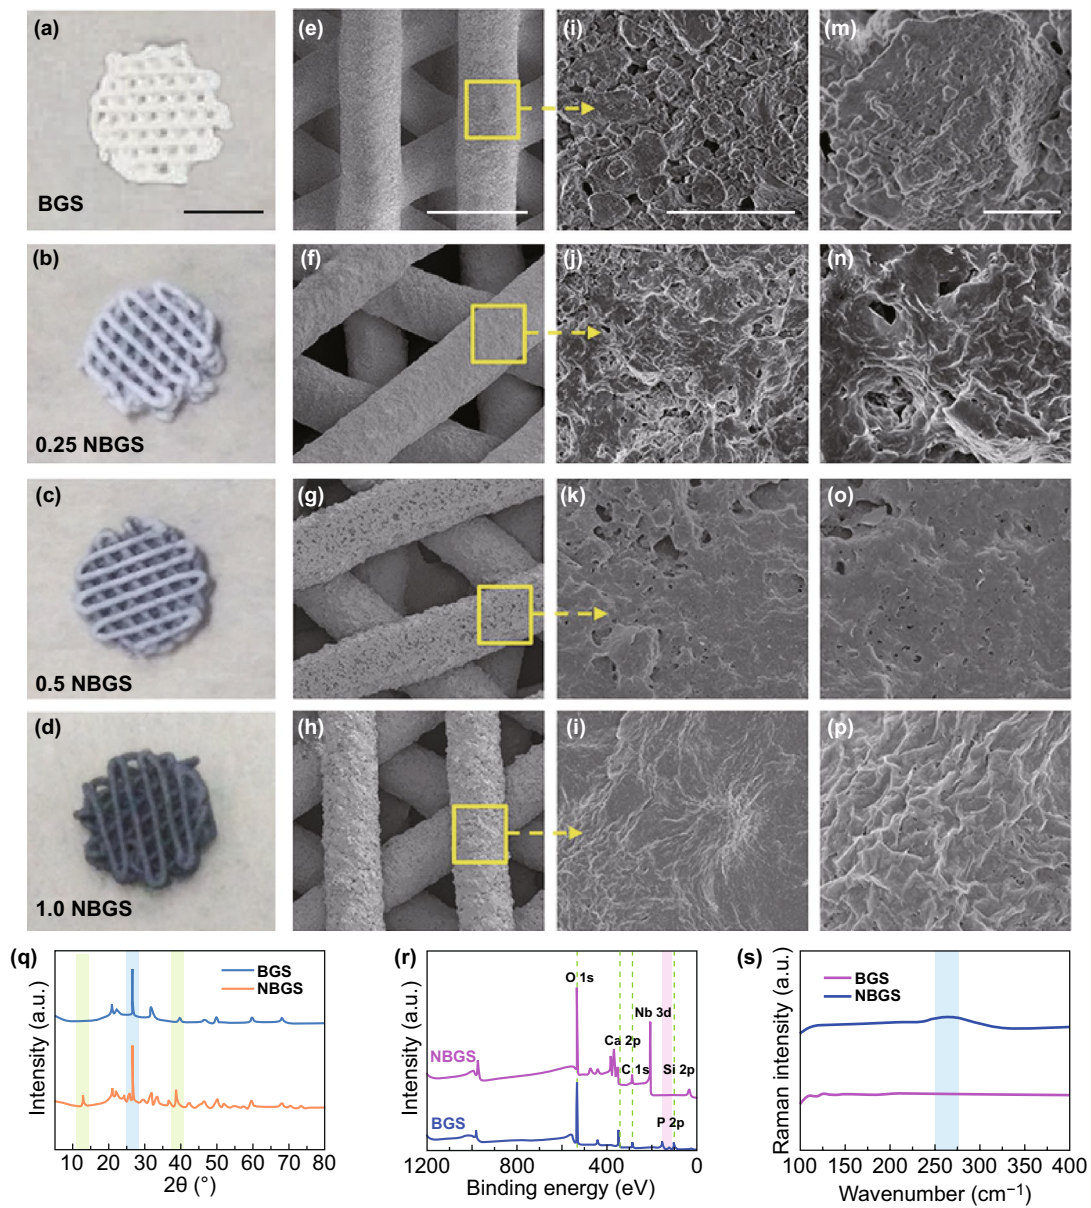 (a)
BGS
(e)
(i)
(m)
(b)
0.25 NBGS
(f)
(j)
(n)
(c)
0.5 NBGS
(g)
(k)
(o)
(d)
1.0 NBGS
(h)
(i)
(p)
(q)
Intensity (a.u.)
BGS
NBGS
10 20 30 40 50 60 70 80
2θ (°)
(r)
Intensity (a.u.)
O 1s
Nb 3d
Ca 2p
NBGS
C 1s
Si 2p
P 2p
BGS
1200 800 400 0
Binding energy (eV)
(s)
Raman intensity (a.u.)
BGS
NBGS
100 150 200 250 300 350 400
Wavenumber (cm⁻¹)